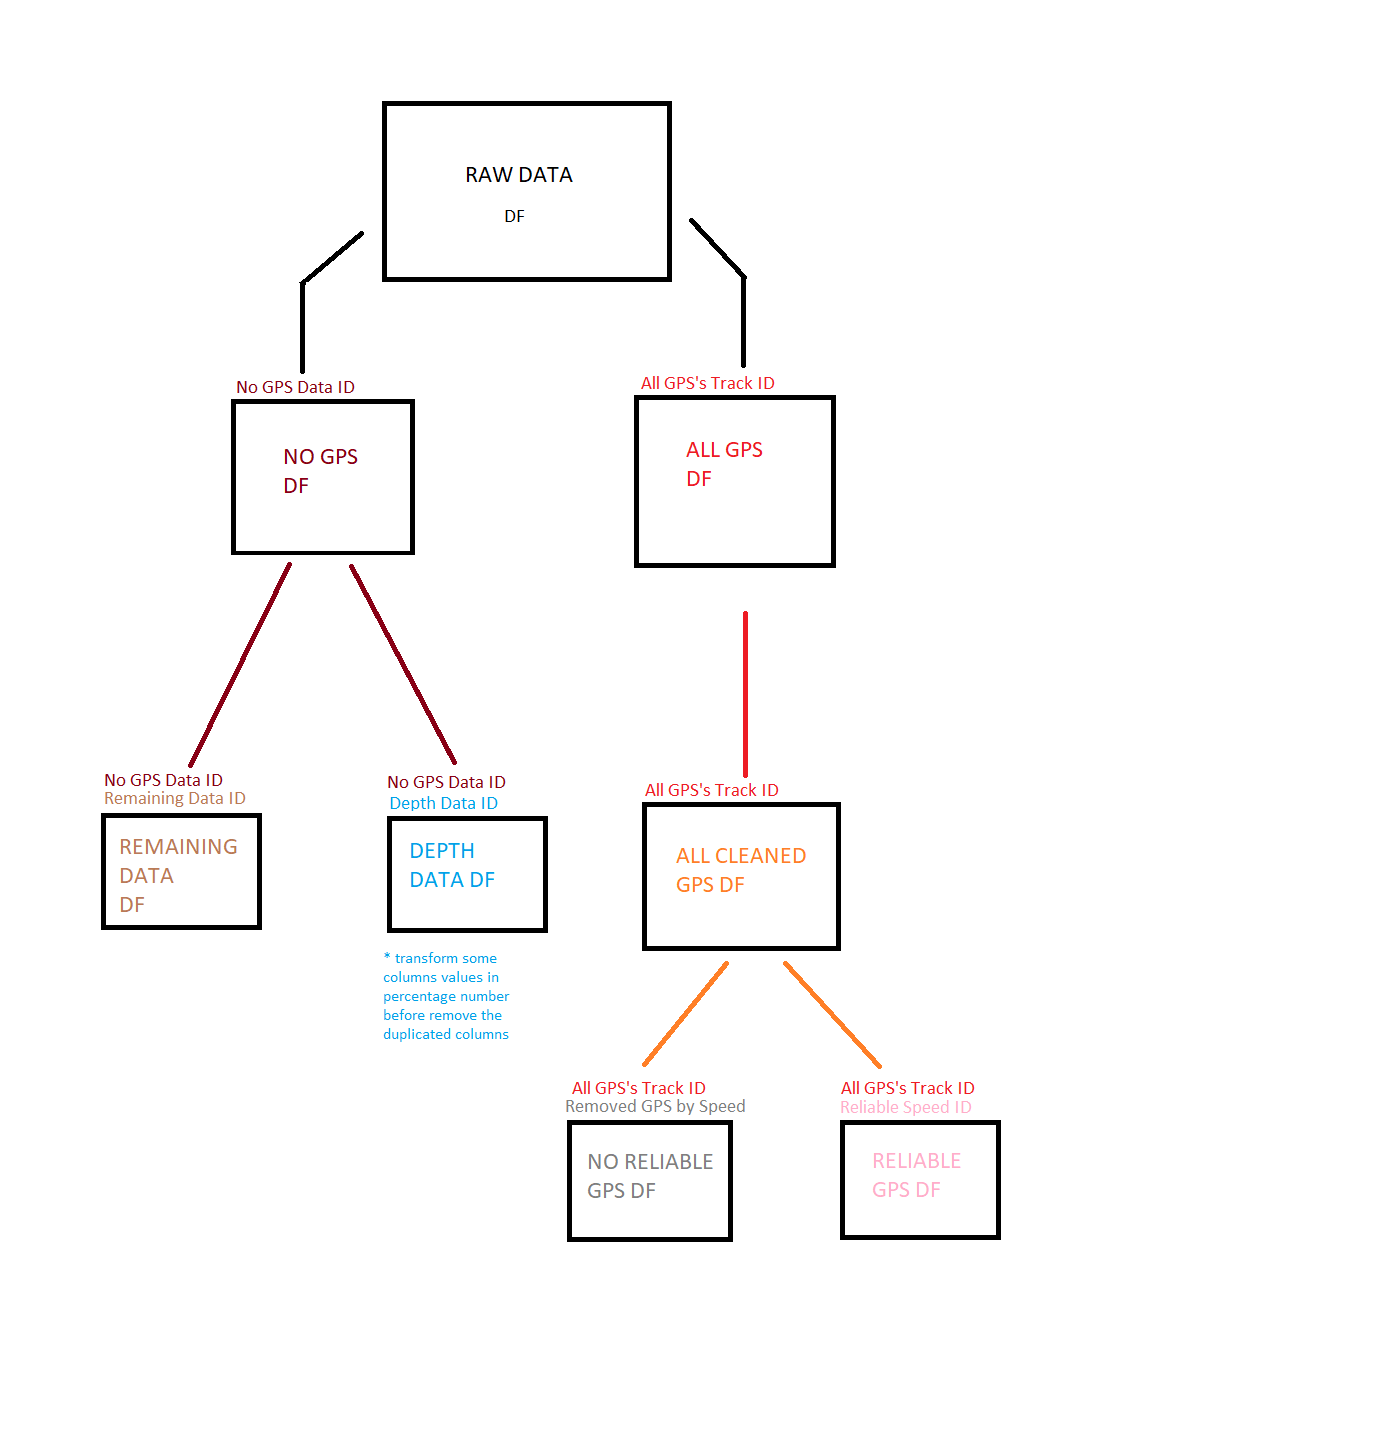 RAW DATA
DF
No GPS Data ID
NO GPS
DF
All GPS's Track ID
ALL GPS
DF
No GPS Data ID
Remaining Data ID
REMAINING
DATA
DF
No GPS Data ID
Depth Data ID
DEPTH
DATA DF
* transform some
columns values in
percentage number
before remove the
duplicated columns
All GPS's Track ID
ALL CLEANED
GPS DF
All GPS's Track ID
Removed GPS by Speed
NO RELIABLE
GPS DF
All GPS's Track ID
Reliable Speed ID
RELIABLE
GPS DF